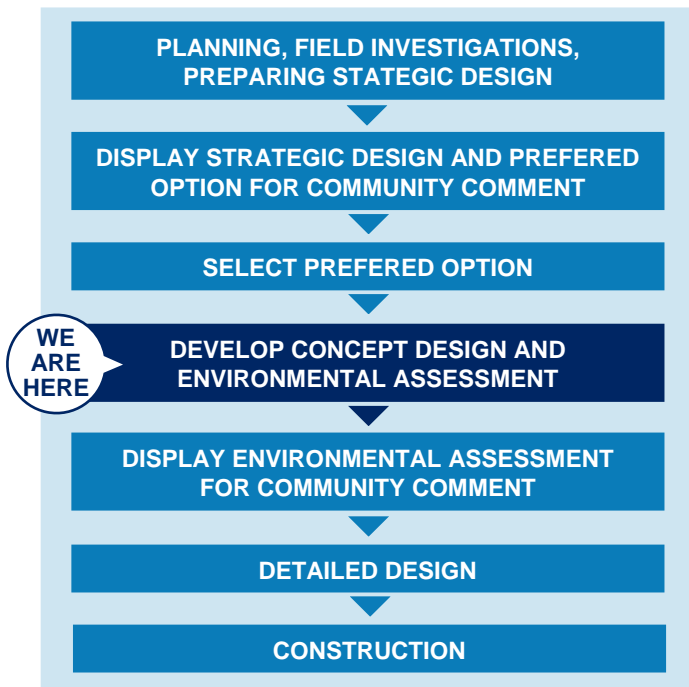 PLANNING, FIELD INVESTIGATIONS,
PREPARING STATEGIC DESIGN
DISPLAY STRATEGIC DESIGN AND PREFERED
OPTION FOR COMMUNITY COMMENT
SELECT PREFERED OPTION
WE
ARE
HERE
DEVELOP CONCEPT DESIGN AND
ENVIRONMENTAL ASSESSMENT
DISPLAY ENVIRONMENTAL ASSESSMENT
FOR COMMUNITY COMMENT
DETAILED DESIGN
CONSTRUCTION